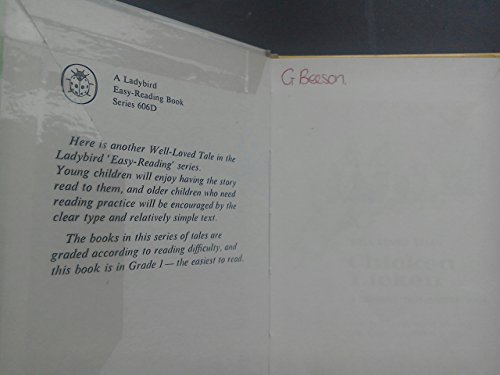 A Ladybird
Easy-Reading Book
Series 606D
Here is another Well-Loved Tale in the
Ladybird 'Easy-Reading' series.
Young children will enjoy having the story
read to them, and older children who need
reading practice will be encouraged by the
clear type and relatively simple text.
The books in this series of tales are
graded according to reading difficulty, and
this book is in Grade 1—the easiest to read.
G Beeson.